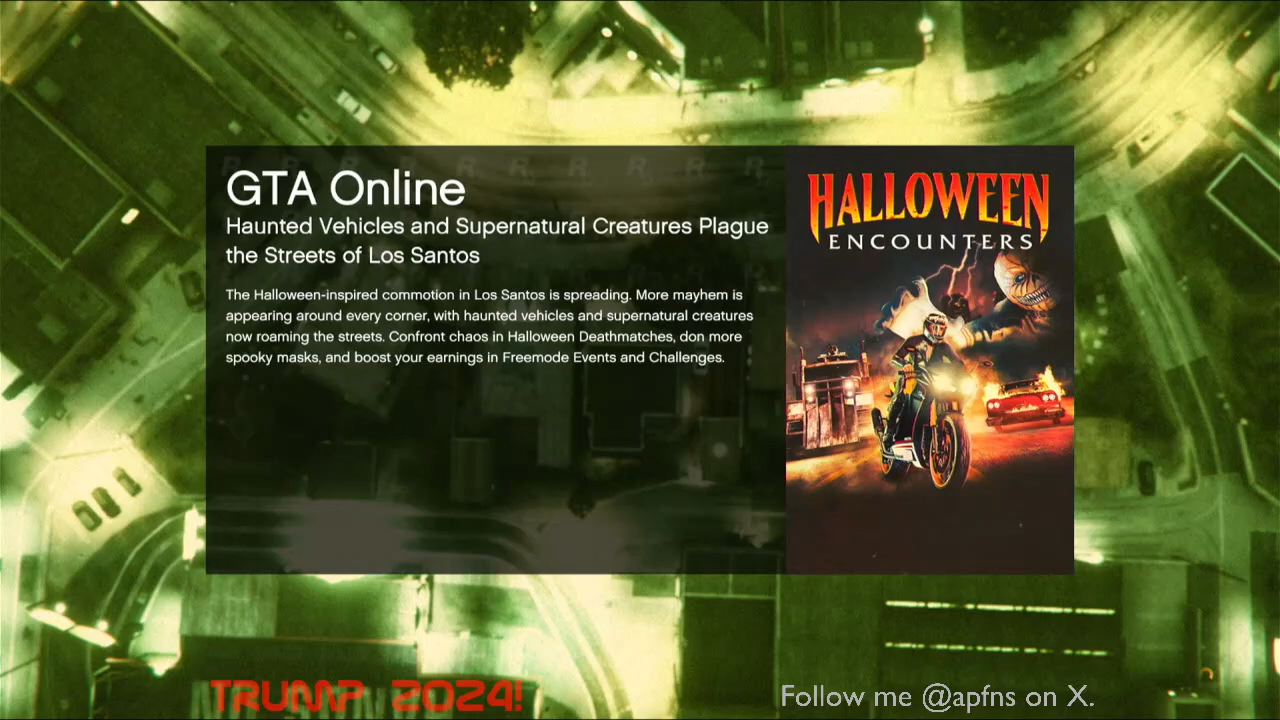 GTA Online
Haunted Vehicles and Supernatural Creatures Plague
the Streets of Los Santos
The Halloween-inspired commotion in Los Santos is spreading. More mayhem is
appearing around every corner, with haunted vehicles and supernatural creatures
now roaming the streets. Confront chaos in Halloween Deathmatches, don more
spooky masks, and boost your earnings in Freemode Events and Challenges.
HALLOWEEN
ENCOUNTERS
TRUMP 2024!
Follow me @apfns on X.